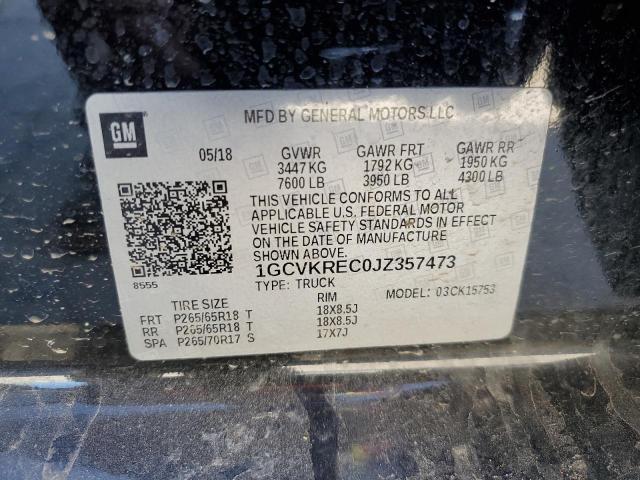 GM
MFD BY GENERAL MOTORS LLC
05/18
GVWR GAWR FRT GAWR RR
3447 KG 1792 KG 1950 KG
7600 LB 3950 LB 4300 LB
THIS VEHICLE CONFORMS TO ALL
APPLICABLE U.S. FEDERAL MOTOR
VEHICLE SAFETY STANDARDS IN EFFECT
ON THE DATE OF MANUFACTURE
SHOWN ABOVE.
1GCVKREC0JZ357473
8555
TYPE: TRUCK
MODEL: 03CK15753
TIRE SIZE RIM
FRT P265/65R18 T 18X8.5J
RR P265/65R18 T 18X8.5J
SPA P265/70R17 S 17X7J